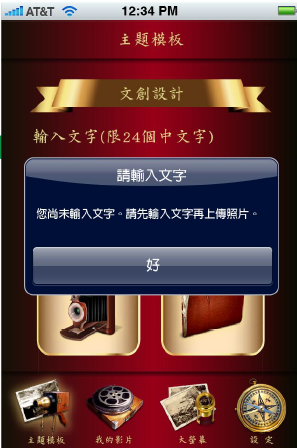 AT&T 12:34 PM
主題模板
文創設計
輸入文字(限24個中文字)
請輸入文字
您尚未輸入文字。請先輸入文字再上傳照片。
好
主題模板 我的影片 大螢幕 設 定